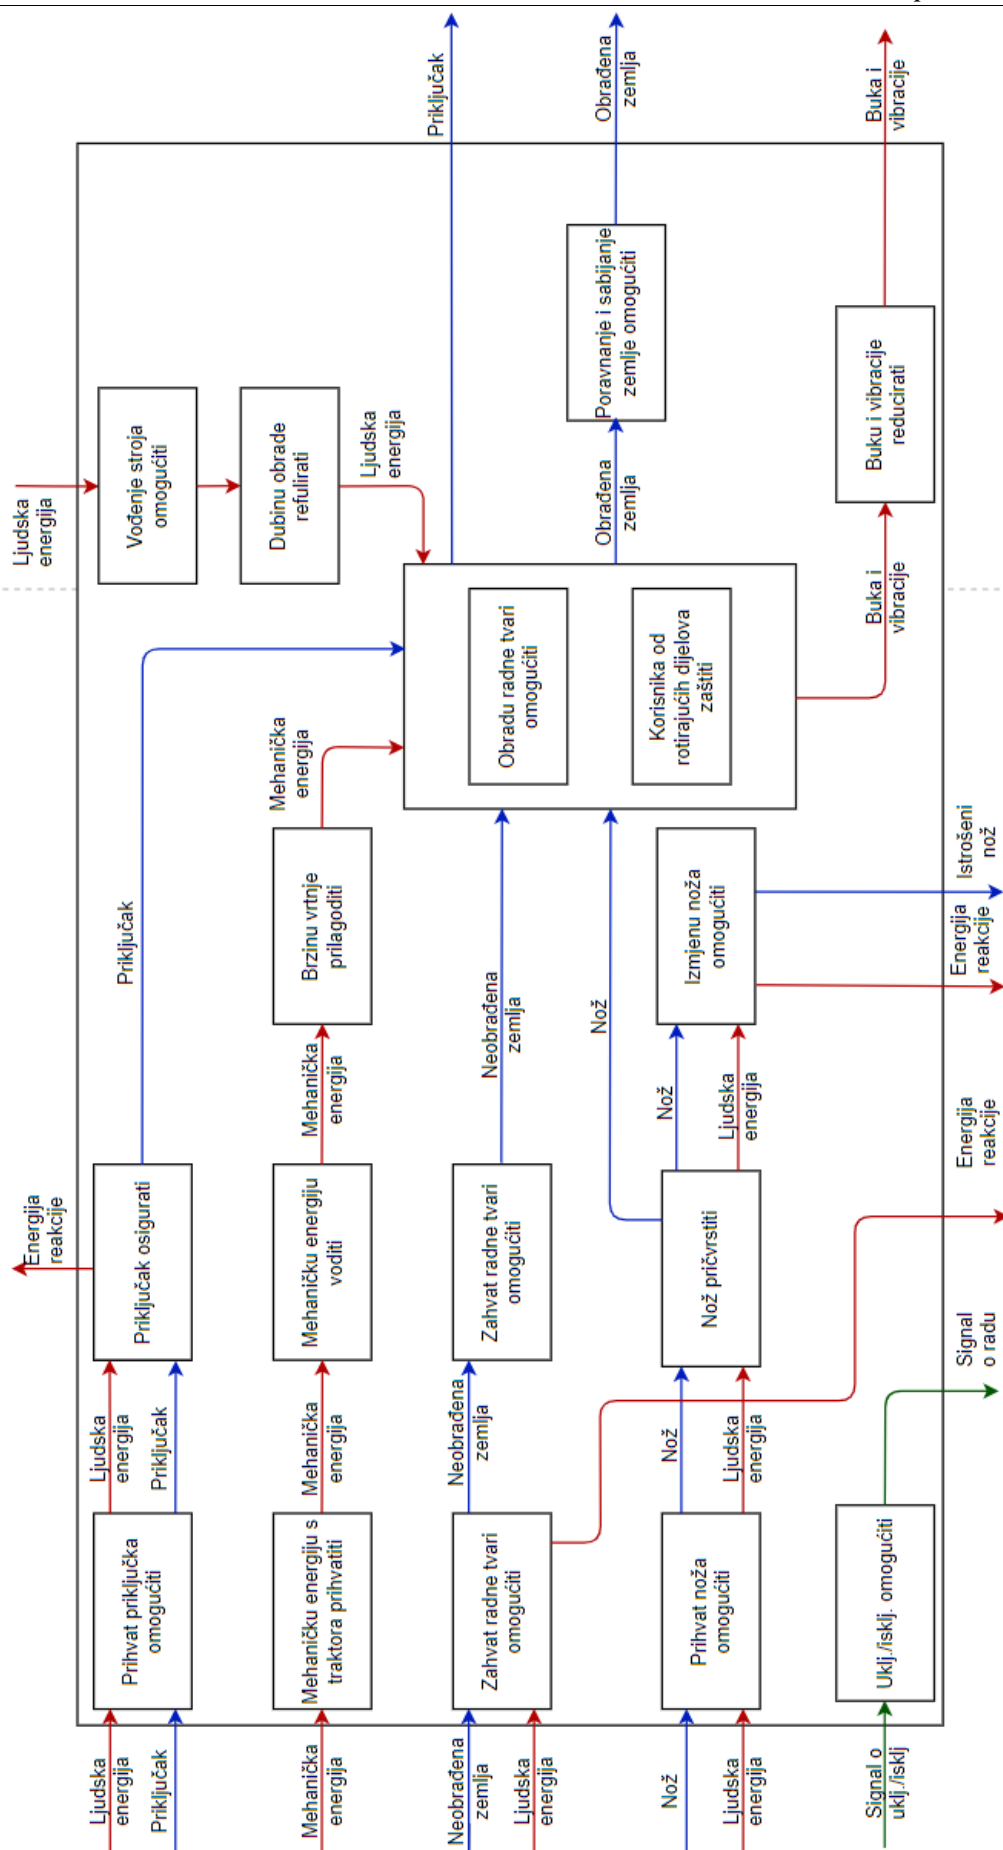 Ljudska
energija
Priključak
Prihvat priključka
omogućiti
Ljudska
energija
Priključak
Priključak osigurati
Energija
reakcije
Priključak
Ljudska
energija
Vođenje stroja
omogućiti
Dubinu obrade
refulirati
Ljudska
energija
Priključak
Mehanička
energija
Mehaničku energiju s
traktora prihvatiti
Mehanička
energija
Mehaničku energiju
voditi
Mehanička
energija
Brzinu vrtnje
prilagoditi
Mehanička
energija
Neobrađena
zemlja
Ljudska
energija
Zahvat radne tvari
omogućiti
Neobrađena
zemlja
Zahvat radne tvari
omogućiti
Neobrađena
zemlja
Obradu radne tvari
omogućiti
Korisnika od
rotirajućih dijelova
zaštiti
Obrađena
zemlja
Poravnanje i sabijanje
zemlje omogućiti
Obrađena
zemlja
Nož
Ljudska
energija
Prihvat noža
omogućiti
Nož
Ljudska
energija
Nož pričvrstiti
Nož
Nož
Ljudska
energija
Izmjenu noža
omogućiti
Signal o
uklj./isklj
Uklj./isklj. omogućiti
Signal
o radu
Energija
reakcije
Energija
reakcije
Istrošeni
nož
Buka i
vibracije
Buku i vibracije
reducirati
Buka i
vibracije